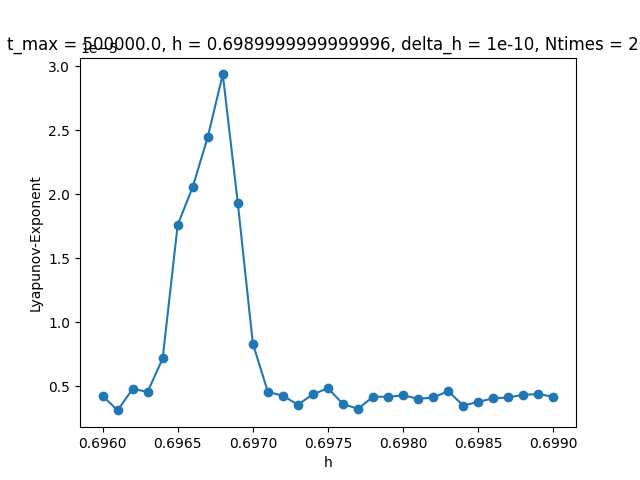 t_max = 500000.0, h = 0.6989999999999996, delta_h = 1e-10, Ntimes = 2
1e−5
3.0
2.5
2.0
1.5
1.0
0.5
Lyapunov-Exponent
0.6960 0.6965 0.6970 0.6975 0.6980 0.6985 0.6990
h